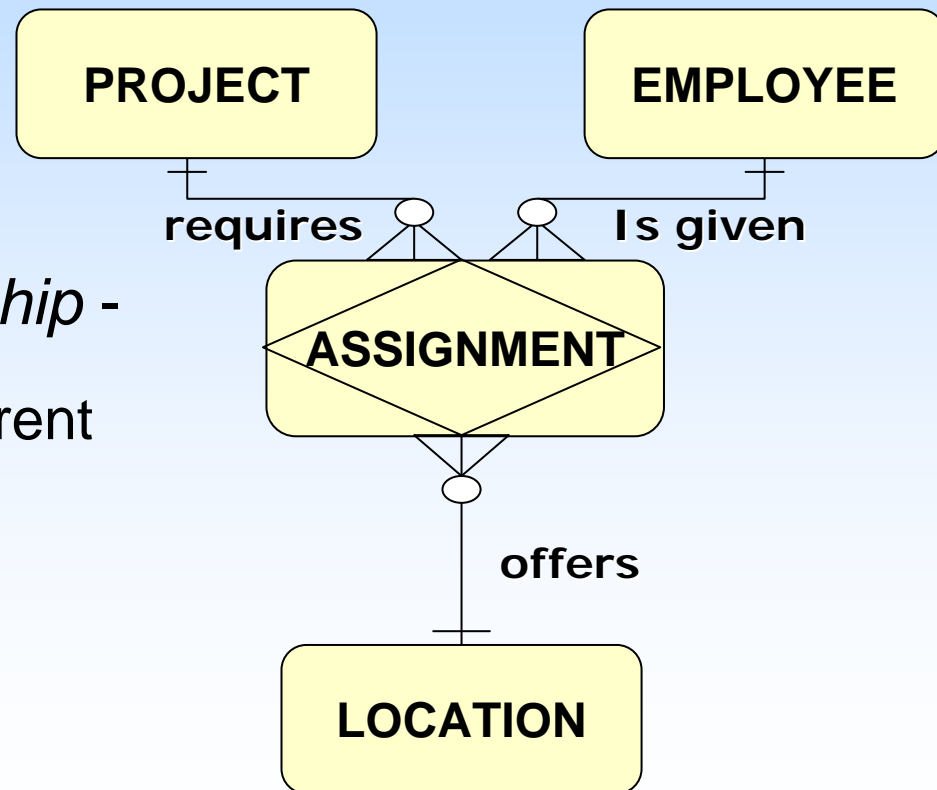 PROJECT
EMPLOYEE
requires
Is given
hip -
ASSIGNMENT
rent
offers
LOCATION